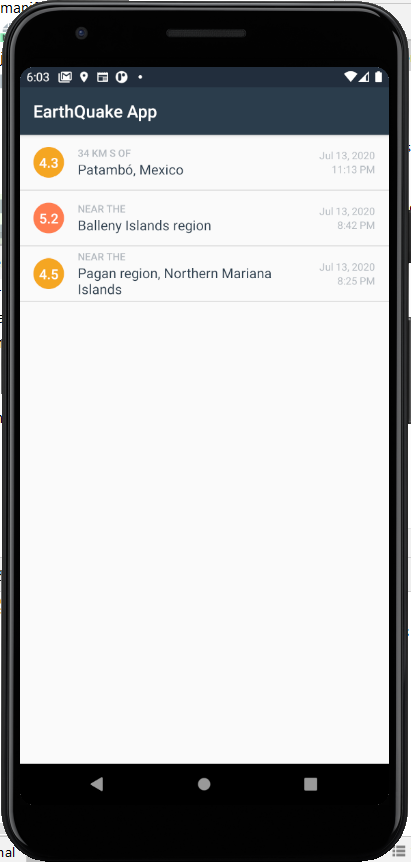 manif
6:03
EarthQuake App
4.3
34 KM S OF
Patambó, Mexico
Jul 13, 2020
11:13 PM
5.2
NEAR THE
Balleny Islands region
Jul 13, 2020
8:42 PM
4.5
NEAR THE
Pagan region, Northern Mariana
Islands
Jul 13, 2020
8:25 PM
nal